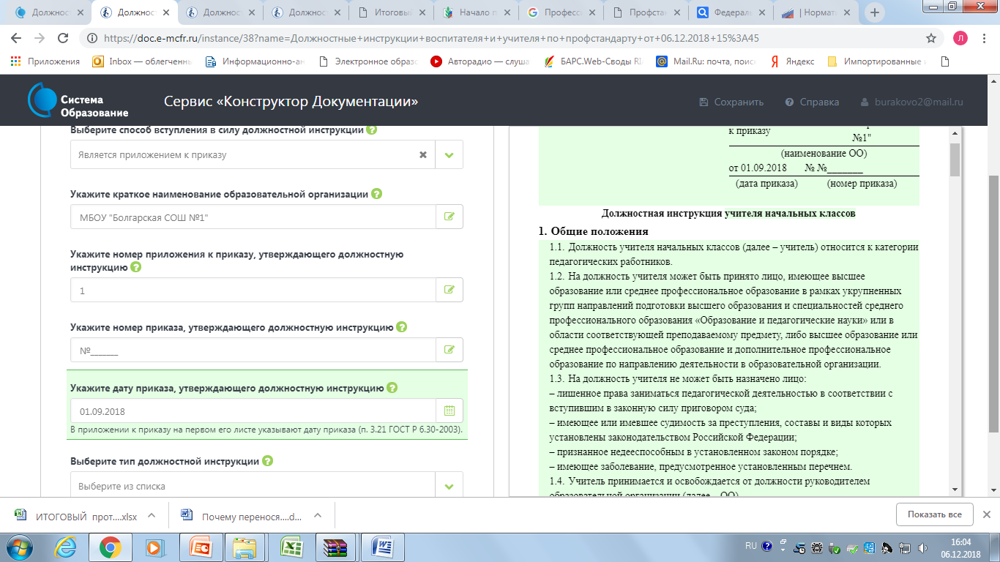 Должнос
Должнос
Должнос
Должнос
Итоговый
Начало п
Професс
Профста
Федерал
| Нормат
https://doc.e-mcfr.ru/instance/38?name=Должностные+инструкции+воспитателя+и+учителя+по+профстандарту+от+06.12.2018+15%3A45
Л
Приложения
Inbox — облегченн
Информационно-ан
Электронное образ
Авторадио — слуша
БАРС.Web-Своды RI
Mail.Ru: почта, поис
Яндекс
Импортированные
Система
Образование
Сервис «Конструктор Документации»
Сохранить
Справка
burakovo2@mail.ru
Выберите способ вступления в силу должностной инструкции
Является приложением к приказу
Укажите краткое наименование образовательной организации
МБОУ "Болгарская СОШ №1"
Укажите номер приложения к приказу, утверждающего должностную
инструкцию
1
Укажите номер приказа, утверждающего должностную инструкцию
№______
Укажите дату приказа, утверждающего должностную инструкцию
01.09.2018
В приложении к приказу на первом его листе указывают дату приказа (п. 3.21 ГОСТ Р 6.30-2003).
Выберите тип должностной инструкции
Выберите из списка
к приказу
№1"
(наименование ОО)
от 01.09.2018 № №_______
(дата приказа) (номер приказа)
Должностная инструкция учителя начальных классов
1. Общие положения
1.1. Должность учителя начальных классов (далее – учитель) относится к категории
педагогических работников.
1.2. На должность учителя может быть принято лицо, имеющее высшее
образование или среднее профессиональное образование в рамках укрупненных
групп направлений подготовки высшего образования и специальностей среднего
профессионального образования «Образование и педагогические науки» или в
области соответствующей преподаваемому предмету, либо высшее образование или
среднее профессиональное образование и дополнительное профессиональное
образование по направлению деятельности в образовательной организации.
1.3. На должность учителя не может быть назначено лицо:
– лишенное права заниматься педагогической деятельностью в соответствии с
вступившим в законную силу приговором суда;
– имеющее или имевшее судимость за преступления, составы и виды которых
установлены законодательством Российской Федерации;
– признанное недееспособным в установленном законом порядке;
– имеющее заболевание, предусмотренное установленным перечнем.
1.4. Учитель принимается и освобождается от должности руководителем
образовательной организации (далее – ОО)
ИТОГОВЫЙ прот....xlsx
Почему перенося....d...
Показать все
RU
16:04
06.12.2018